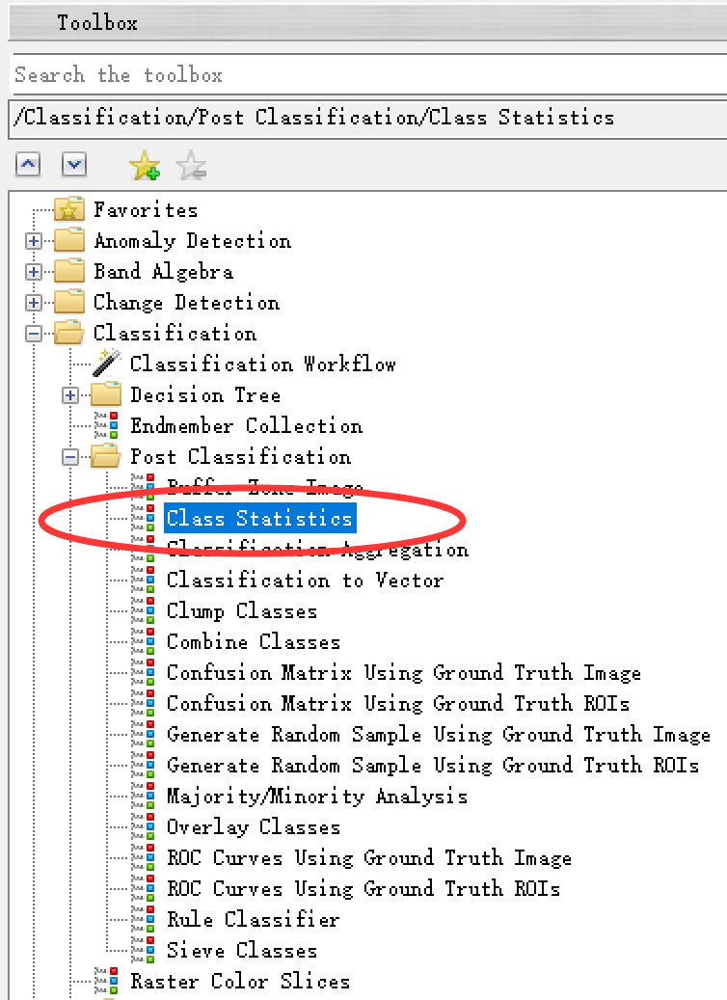 Toolbox
Search the toolbox
/Classification/Post Classification/Class Statistics
Favorites
Anomaly Detection
Band Algebra
Change Detection
Classification
Classification Workflow
Decision Tree
Endmember Collection
Post Classification
Buffer Zone Image
Class Statistics
Classification Aggregation
Classification to Vector
Clump Classes
Combine Classes
Confusion Matrix Using Ground Truth Image
Confusion Matrix Using Ground Truth ROIs
Generate Random Sample Using Ground Truth Image
Generate Random Sample Using Ground Truth ROIs
Majority/Minority Analysis
Overlay Classes
ROC Curves Using Ground Truth Image
ROC Curves Using Ground Truth ROIs
Rule Classifier
Sieve Classes
Raster Color Slices